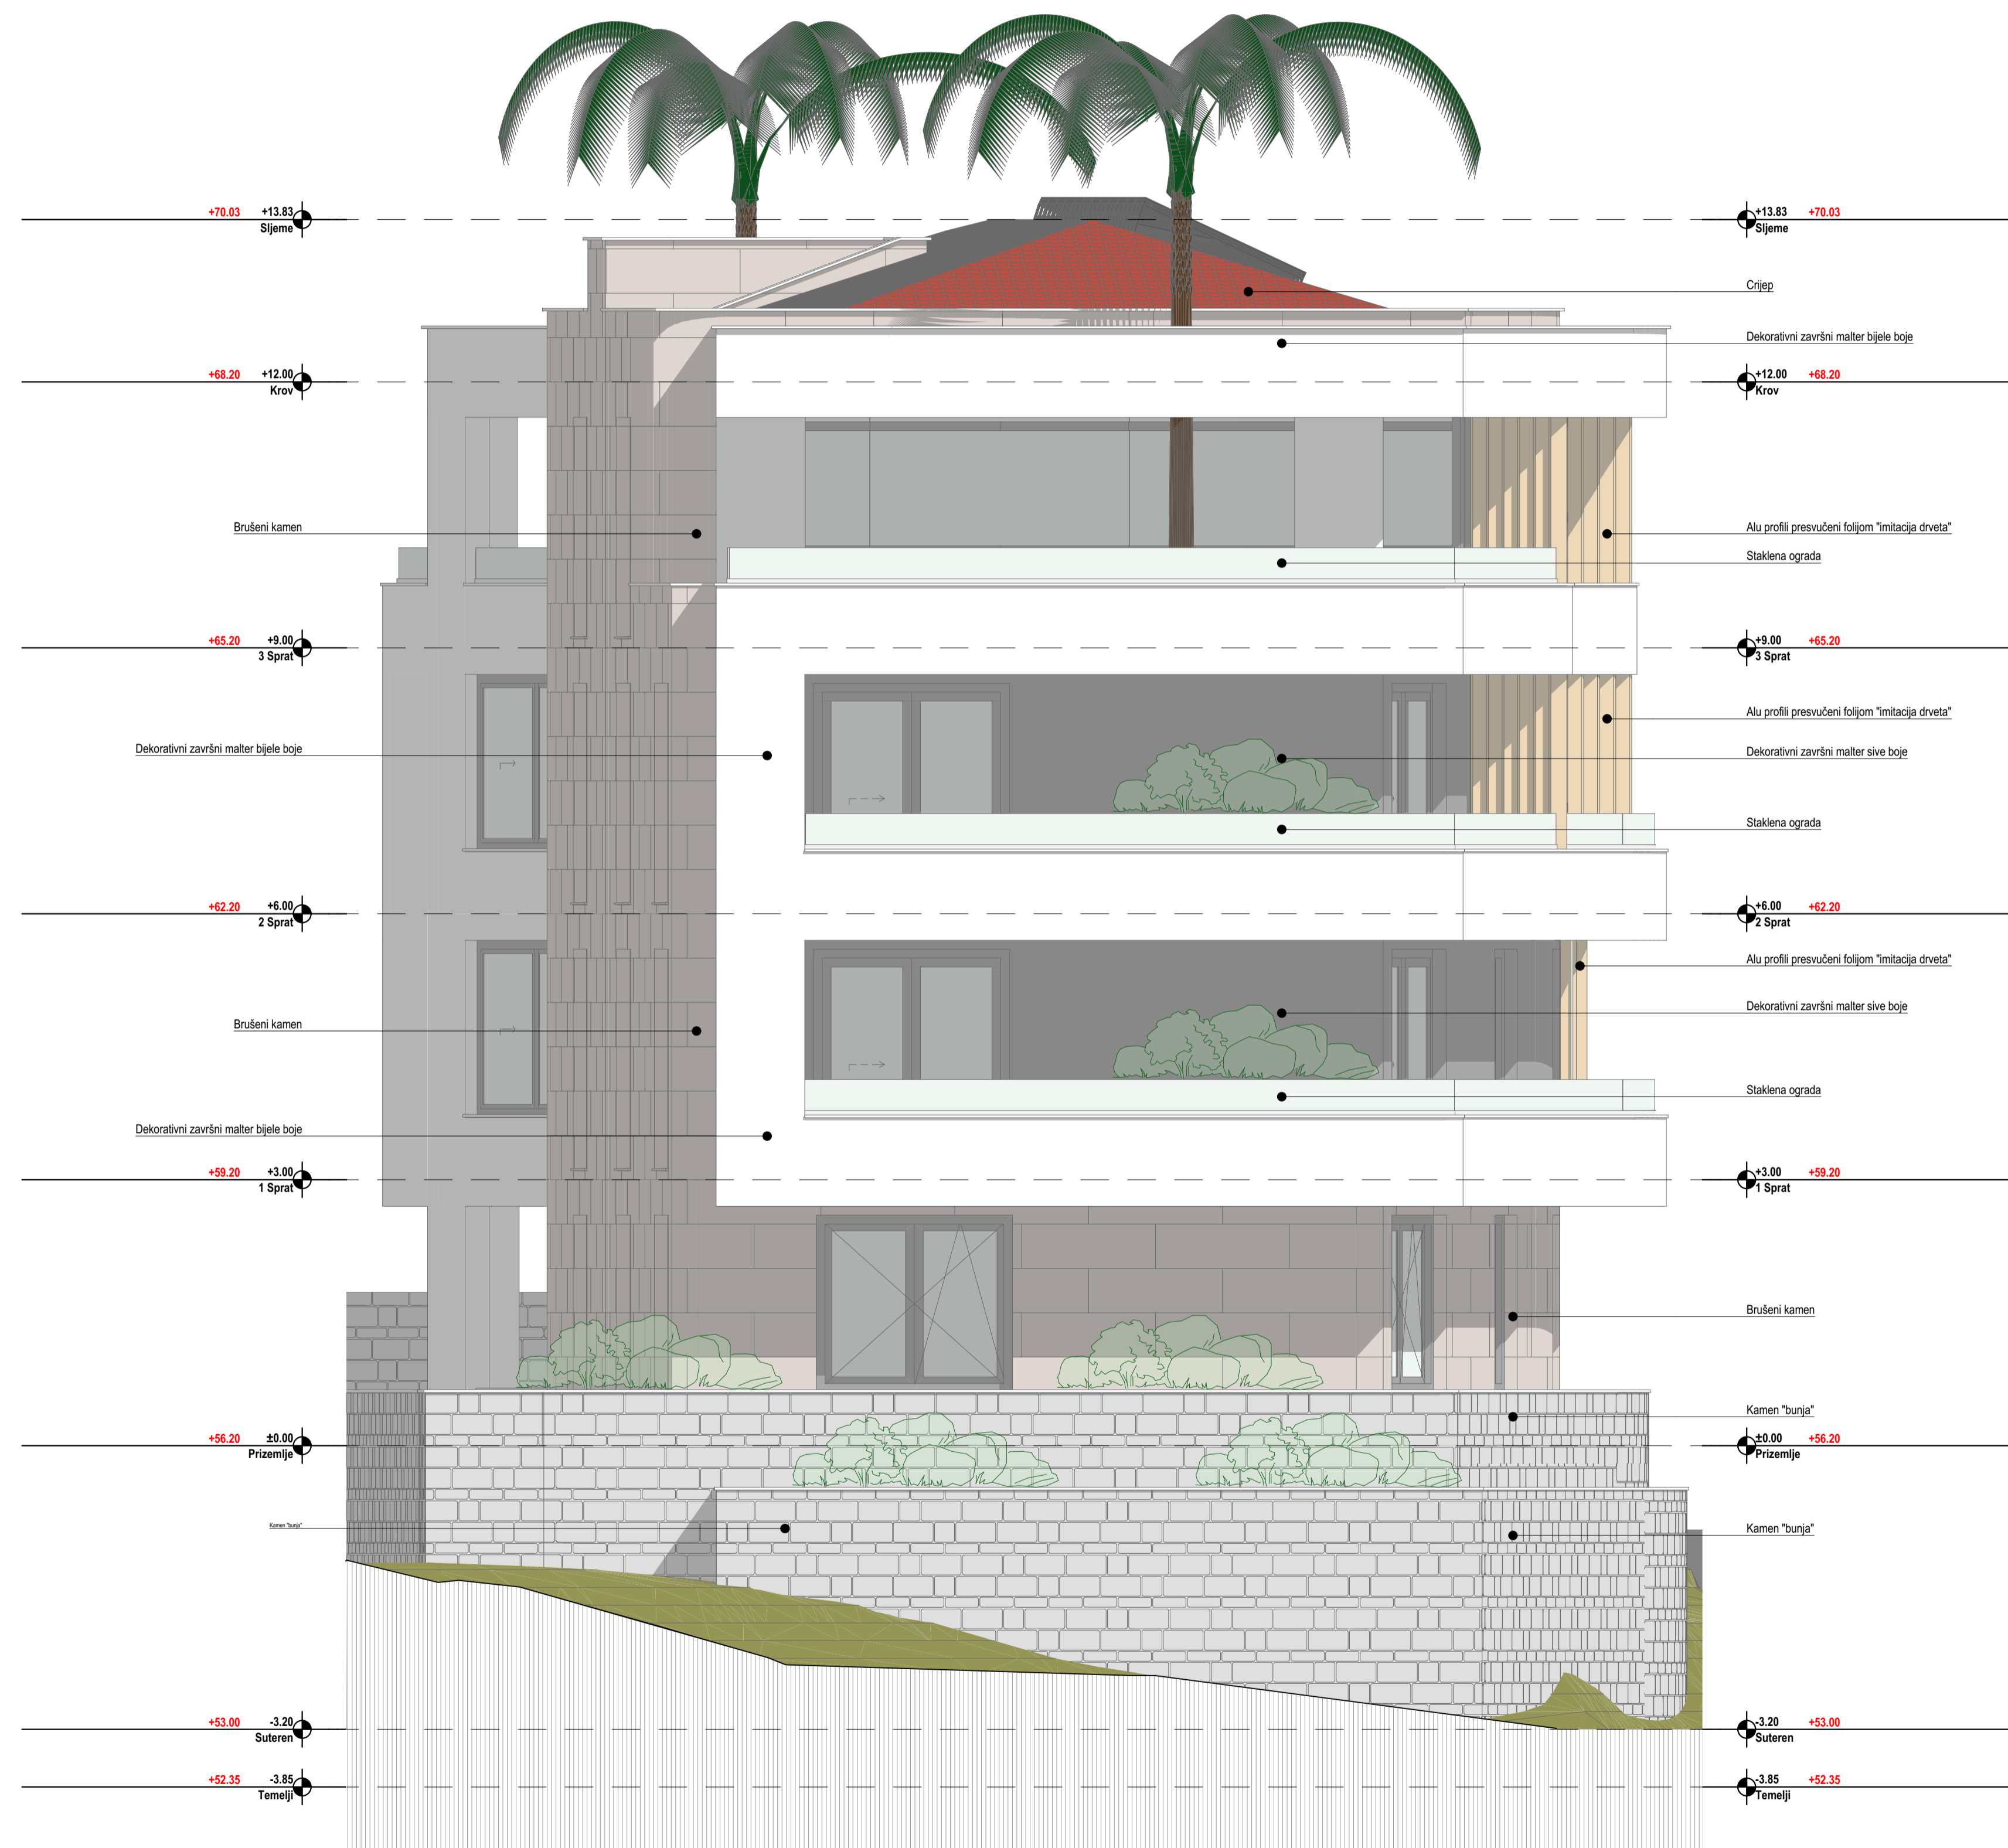 +70.03 +13.83
Sljeme
+13.83 +70.03
Sljeme
Crijep
Dekorativni završni malter bijele boje
+68.20 +12.00
Krov
+12.00 +68.20
Krov
Brušeni kamen
Alu profili presvučeni folijom "imitacija drveta"
Staklena ograda
+65.20 +9.00
3 Sprat
+9.00 +65.20
3 Sprat
Alu profili presvučeni folijom "imitacija drveta"
Dekorativni završni malter bijele boje
Dekorativni završni malter sive boje
Staklena ograda
+62.20 +6.00
2 Sprat
+6.00 +62.20
2 Sprat
Alu profili presvučeni folijom "imitacija drveta"
Dekorativni završni malter sive boje
Brušeni kamen
Staklena ograda
Dekorativni završni malter bijele boje
+59.20 +3.00
1 Sprat
+3.00 +59.20
1 Sprat
Brušeni kamen
Kamen "bunja"
+56.20 ±0.00
Prizemlje
±0.00 +56.20
Prizemlje
Kamen "bunja"
Kamen "bunja"
+53.00 -3.20
Suteren
-3.20 +53.00
Suteren
+52.35 -3.85
Temelji
-3.85 +52.35
Temelji